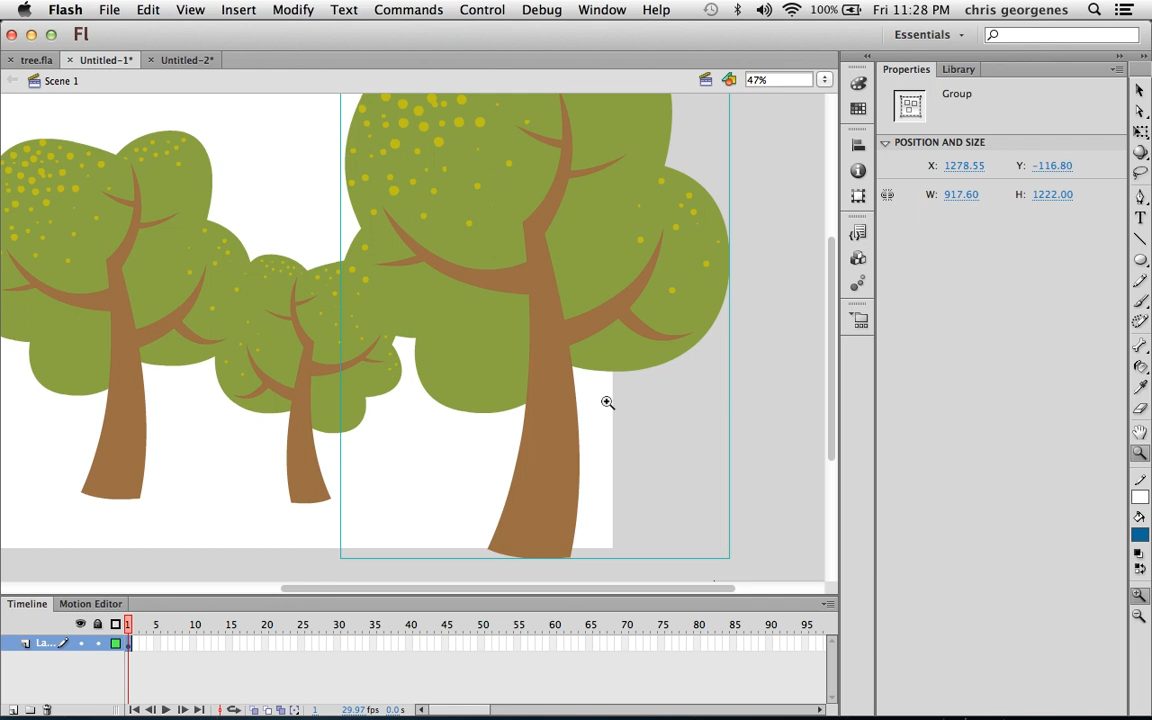 Flash File Edit View Insert Modify Text Commands Control Debug Window Help 100% Fri 11:28 PM chris georgenes
Fl Essentials
× tree.fla × Untitled-1* × Untitled-2*
Scene 1 47%
Properties Library
Group
POSITION AND SIZE
X: 1278.55 Y: -116.80
W: 917.60 H: 1222.00
Timeline Motion Editor
1 5 10 15 20 25 30 35 40 45 50 55 60 65 70 75 80 85 90 95
La...
1 29.97 fps 0.0 s